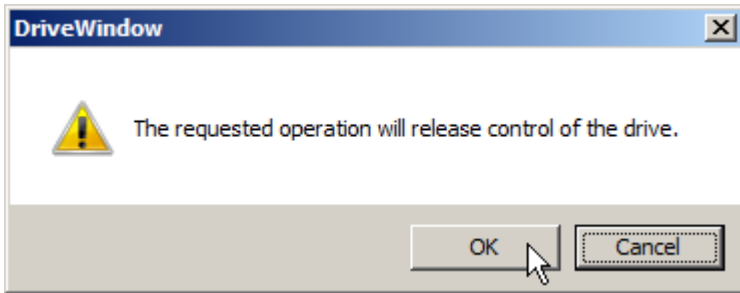 DriveWindow
The requested operation will release control of the drive.
OK
Cancel